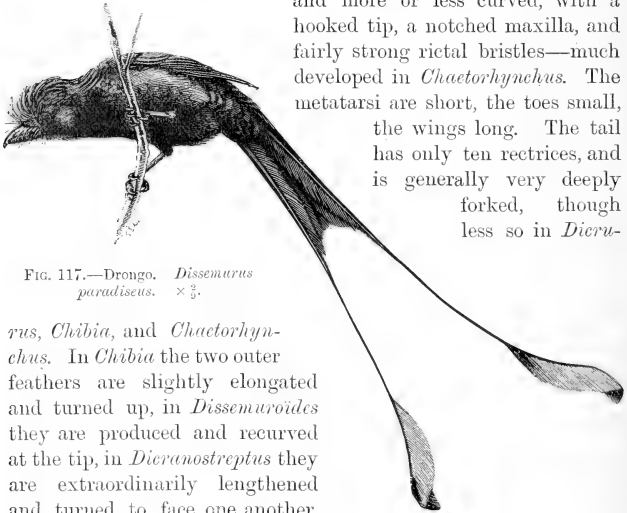 and more or less curved, with a
hooked tip, a notched maxilla, and
fairly strong rictal bristles—much
developed in Chaetorhynchus. The
metatarsi are short, the toes small,
the wings long. The tail
has only ten rectrices, and
is generally very deeply
forked, though
less so in Dicru-
FIG. 117.—Drongo. Dissemurus
paradiseus. × ⅖.
rus, Chibia, and Chaetorhyn-
chus. In Chibia the two outer
feathers are slightly elongated
and turned up, in Dissemuroïdes
they are produced and recurved
at the tip, in Dicranostreptus they
are extraordinarily lengthened
and turned to face one another